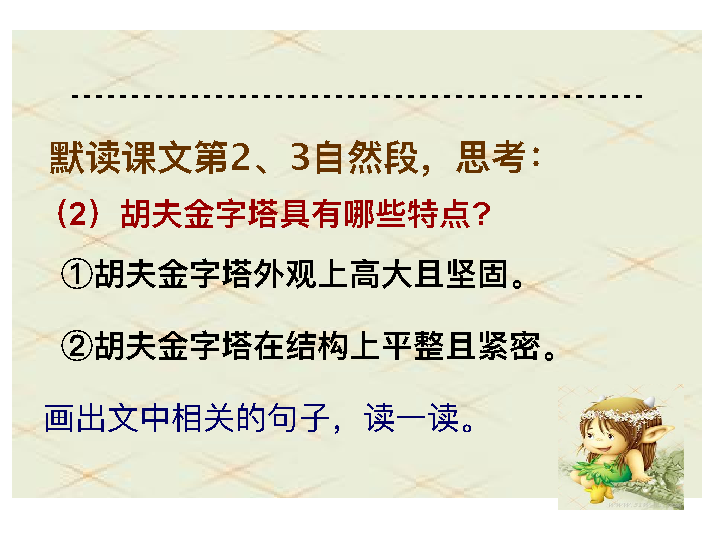 默读课文第2、3自然段，思考：
（2）胡夫金字塔具有哪些特点？
①胡夫金字塔外观上高大且坚固。
②胡夫金字塔在结构上平整且紧密。
画出文中相关的句子，读一读。